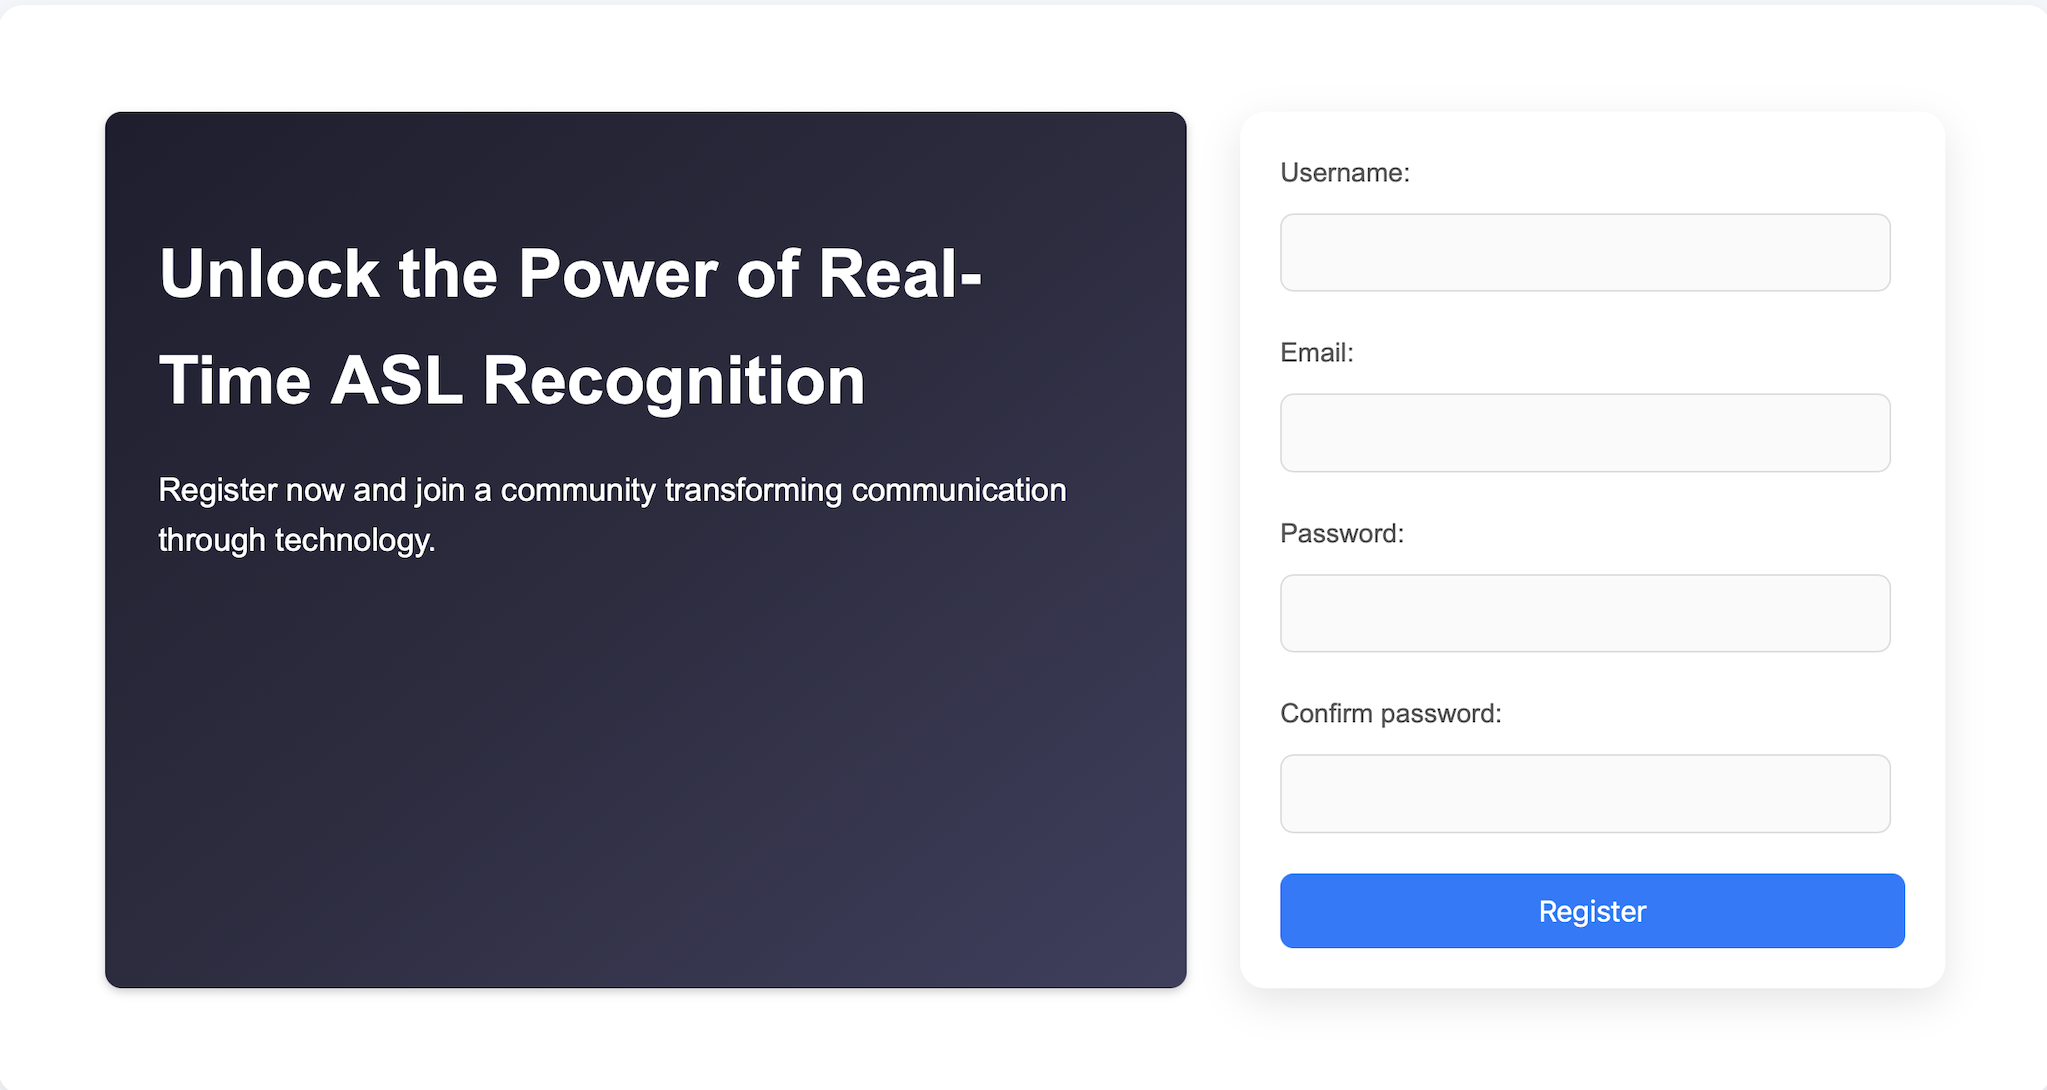 Unlock the Power of Real-
Time ASL Recognition
Register now and join a community transforming communication
through technology.
Username:
Email:
Password:
Confirm password:
Register